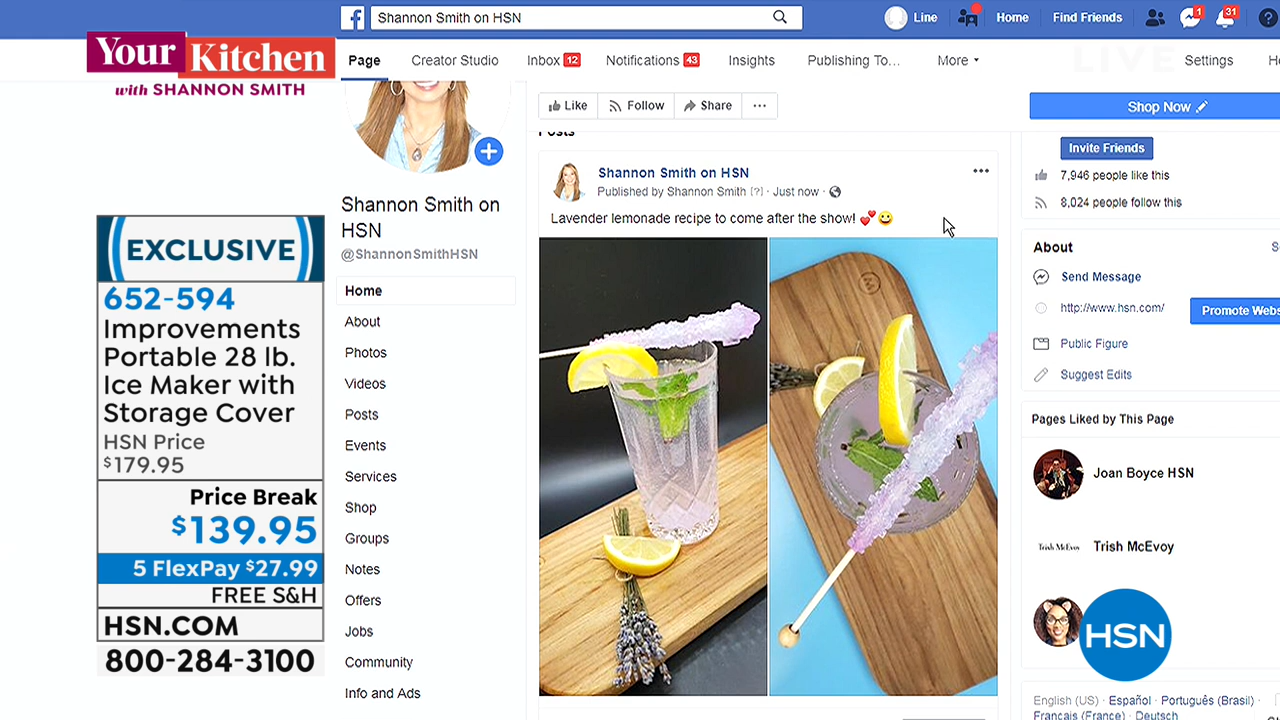 Shannon Smith on HSN
Line
Home
Find Friends
1
31
?
Your Kitchen
with SHANNON SMITH
Page
Creator Studio
Inbox 12
Notifications 43
Insights
Publishing To...
More
LIVE
Settings
Like
Follow
Share
Shop Now
Posts
Shannon Smith on HSN
@ShannonSmithHSN
Home
About
Photos
Videos
Posts
Events
Services
Shop
Groups
Notes
Offers
Jobs
Community
Info and Ads
EXCLUSIVE
652-594
Improvements
Portable 28 lb.
Ice Maker with
Storage Cover
HSN Price
$179.95
Price Break
$139.95
5 FlexPay $27.99
FREE S&H
HSN.COM
800-284-3100
Shannon Smith on HSN
Published by Shannon Smith [?] · Just now ·
Lavender lemonade recipe to come after the show! 💕😀
Invite Friends
7,946 people like this
8,024 people follow this
About
Send Message
http://www.hsn.com/
Promote Webs
Public Figure
Suggest Edits
Pages Liked by This Page
Joan Boyce HSN
Trish McEvoy
Trish McEvoy
HSN
English (US) · Español · Português (Brasil) ·
Français (France) · Deutsch